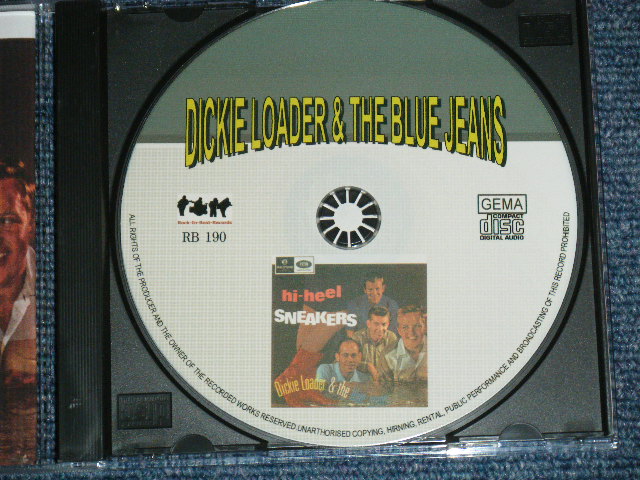 DICKIE LOADER & THE BLUE JEANS
Rock-On-Beat-Records
RB 190
GEMA
COMPACT
disc
DIGITAL AUDIO
hi-heel
SNEAKERS
Dickie Loader & the
ALL RIGHTS OF THE PRODUCER AND THE OWNER OF THE RECORDED WORKS RESERVED UNAUTHORISED COPYING, HIRNING, RENTAL, PUBLIC PERFORMANCE AND BROADCASTING OF THIS RECORD PROHIBITED